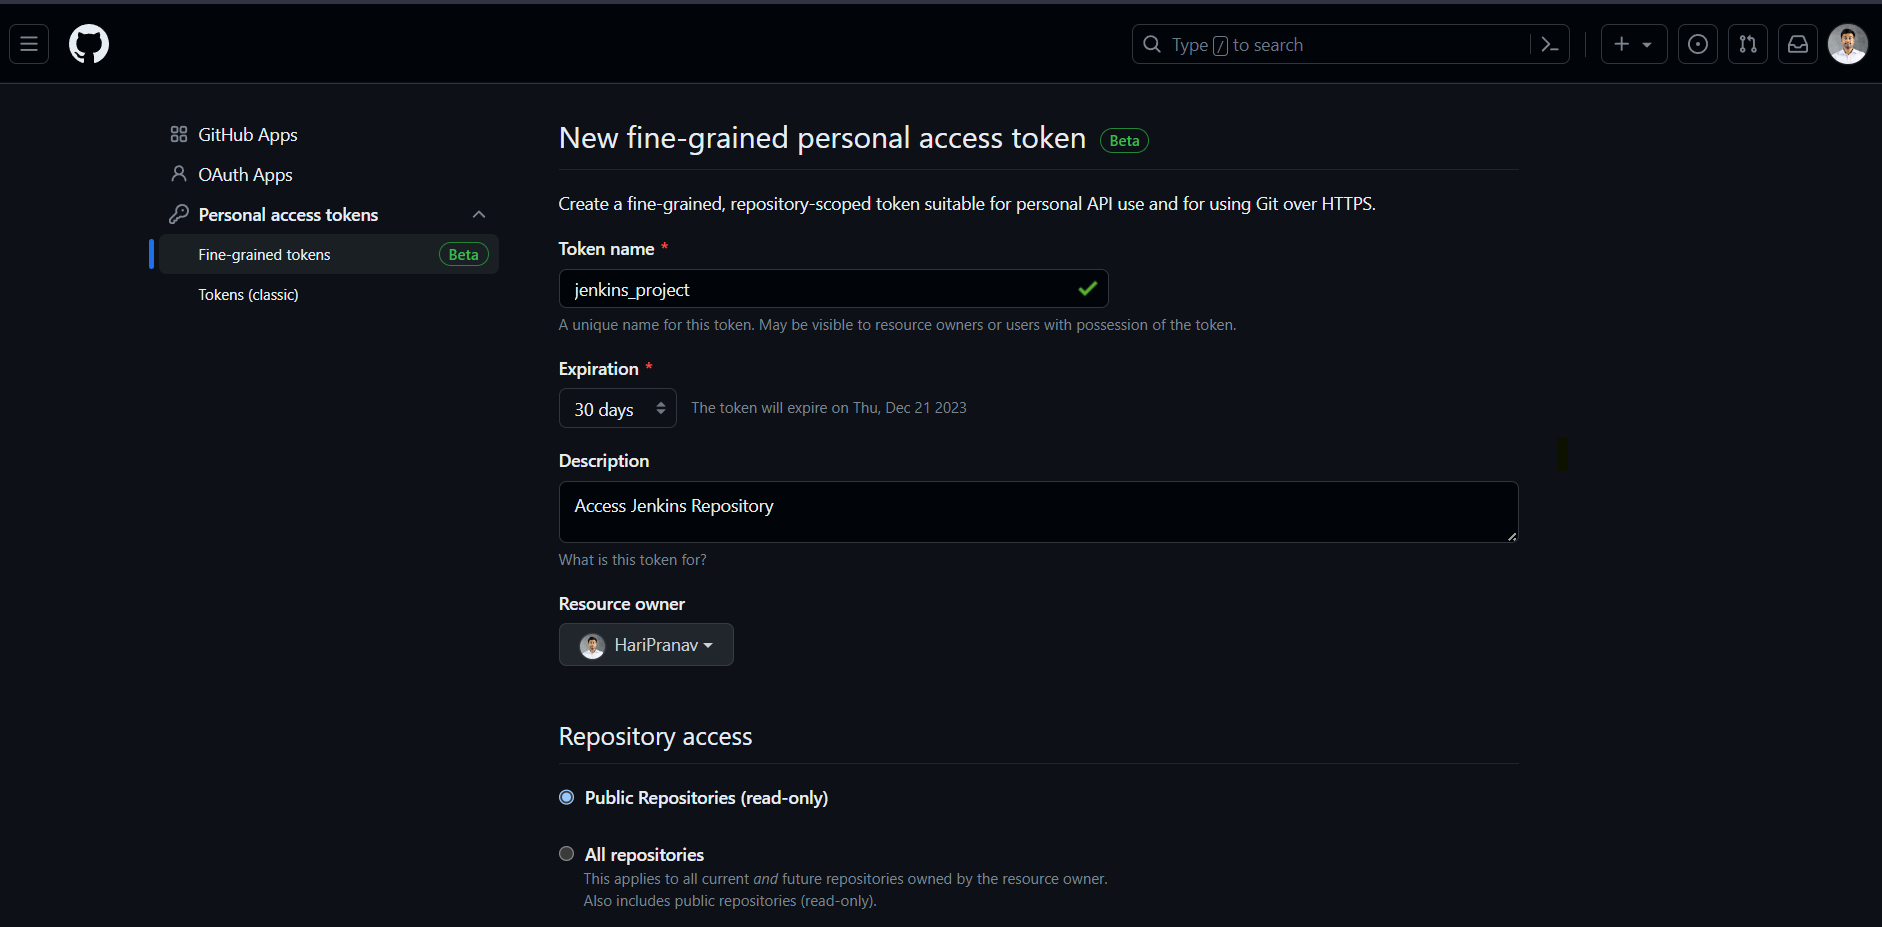 Type / to search
GitHub Apps
OAuth Apps
Personal access tokens
Fine-grained tokens Beta
Tokens (classic)
New fine-grained personal access token Beta
Create a fine-grained, repository-scoped token suitable for personal API use and for using Git over HTTPS.
Token name *
jenkins_project
A unique name for this token. May be visible to resource owners or users with possession of the token.
Expiration *
30 days The token will expire on Thu, Dec 21 2023
Description
Access Jenkins Repository
What is this token for?
Resource owner
HariPranav
Repository access
Public Repositories (read-only)
All repositories
This applies to all current and future repositories owned by the resource owner.
Also includes public repositories (read-only).